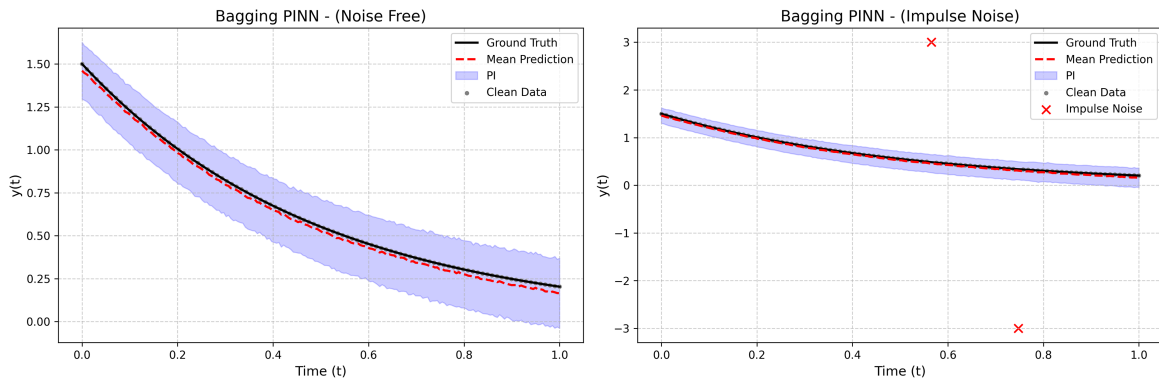 Bagging PINN - (Noise Free)
Ground Truth
Mean Prediction
PI
Clean Data
1.50
1.25
1.00
0.75
0.50
0.25
0.00
y(t)
0.0 0.2 0.4 0.6 0.8 1.0
Time (t)
Bagging PINN - (Impulse Noise)
Ground Truth
Mean Prediction
PI
Clean Data
Impulse Noise
3
2
1
0
−1
−2
−3
y(t)
0.0 0.2 0.4 0.6 0.8 1.0
Time (t)